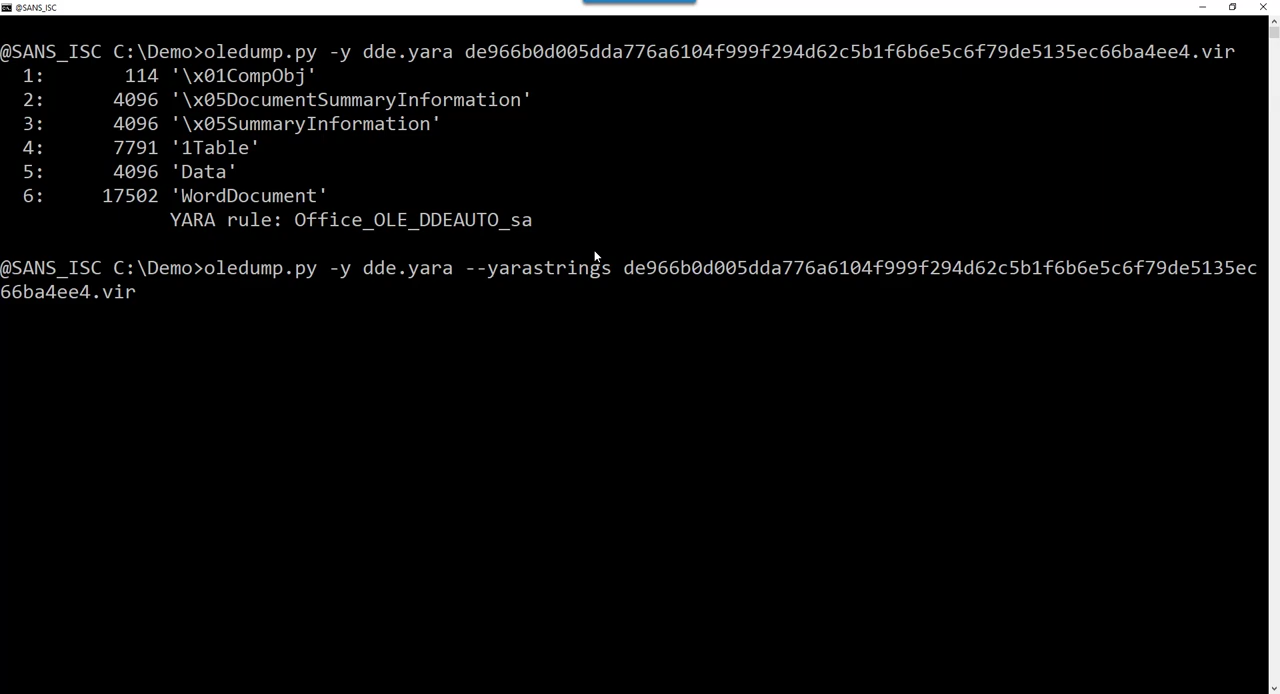 @SANS_ISC
@SANS_ISC C:\Demo>oledump.py -y dde.yara de966b0d005dda776a6104f999f294d62c5b1f6b6e5c6f79de5135ec66ba4ee4.vir
1: 114 '\x01CompObj'
2: 4096 '\x05DocumentSummaryInformation'
3: 4096 '\x05SummaryInformation'
4: 7791 '1Table'
5: 4096 'Data'
6: 17502 'WordDocument'
YARA rule: Office_OLE_DDEAUTO_sa
@SANS_ISC C:\Demo>oledump.py -y dde.yara --yarastrings de966b0d005dda776a6104f999f294d62c5b1f6b6e5c6f79de5135ec
66ba4ee4.vir